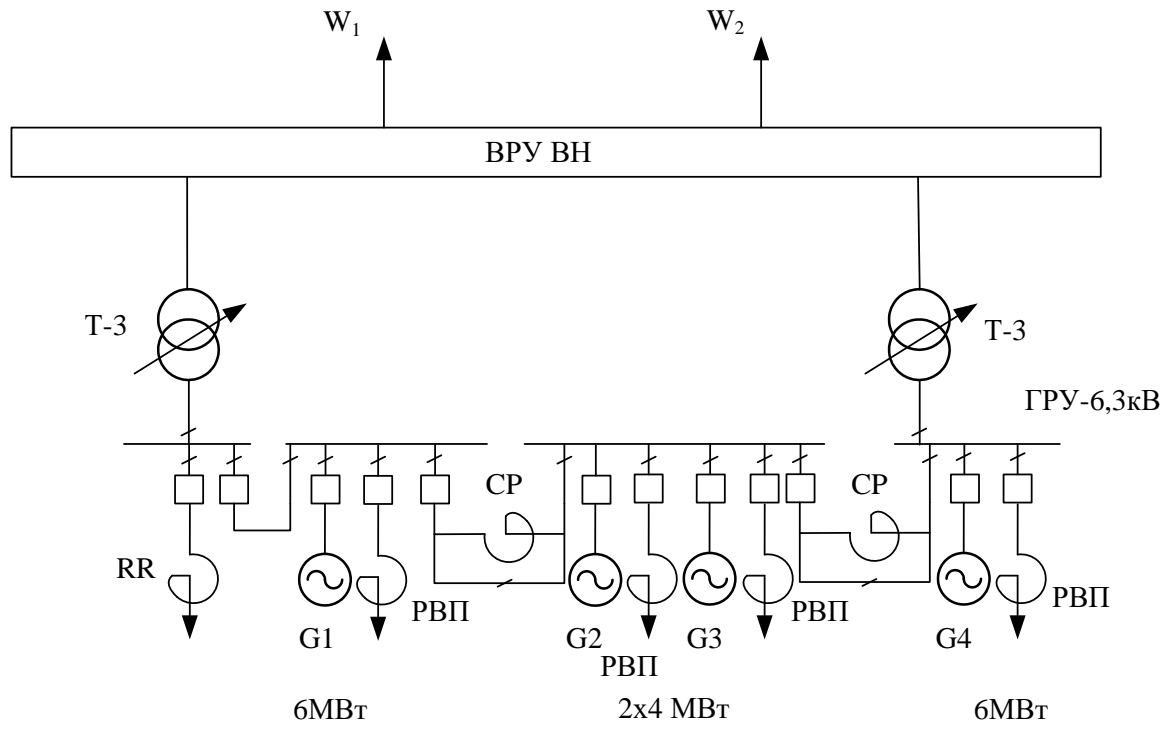 W1
W2
ВРУ ВН
Т-3
Т-3
ГРУ-6,3кВ
СР
СР
RR
РВП
РВП
РВП
G1
G2
G3
G4
РВП
6МВт
2х4 МВт
6МВт